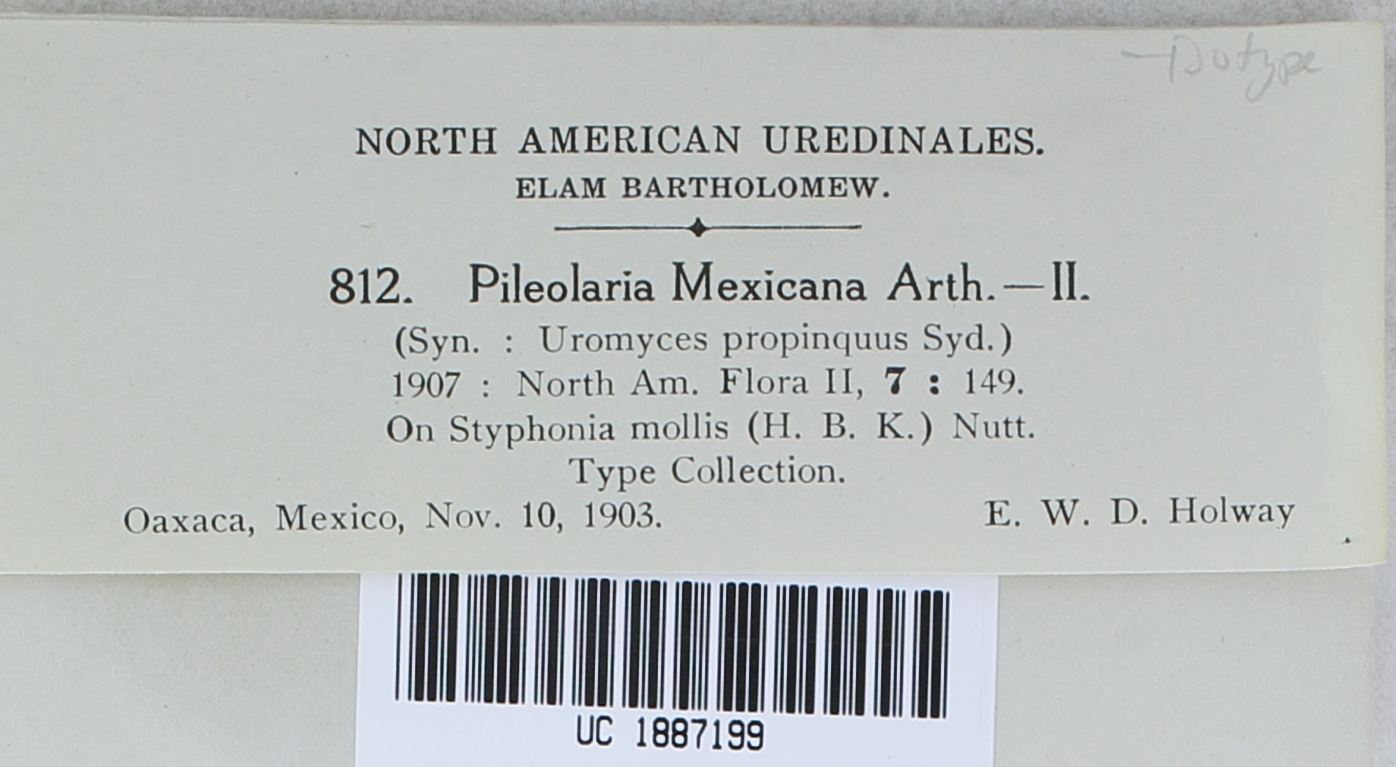 Isotype
NORTH AMERICAN UREDINALES.
ELAM BARTHOLOMEW.
812. Pileolaria Mexicana Arth.—II.
(Syn. : Uromyces propinquus Syd.)
1907 : North Am. Flora II, 7 : 149.
On Styphonia mollis (H. B. K.) Nutt.
Type Collection.
Oaxaca, Mexico, Nov. 10, 1903. E. W. D. Holway
UC 1887199